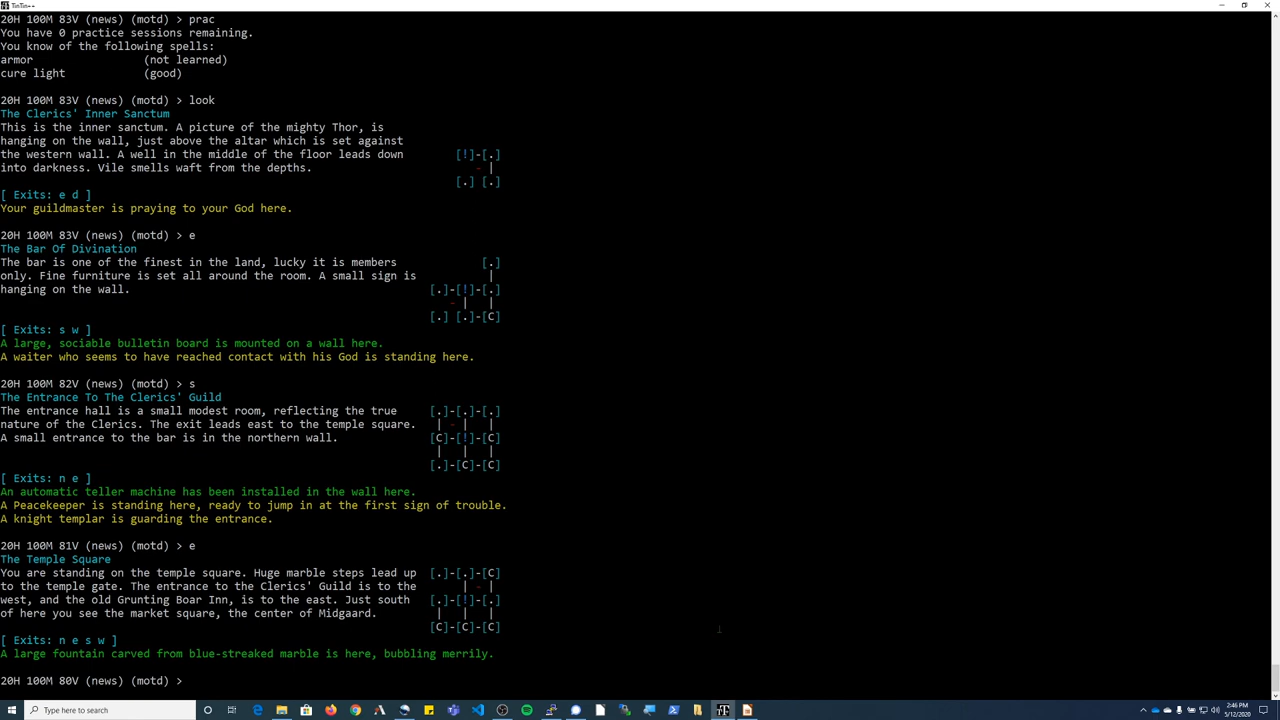 TinTin++
20H 100M 83V (news) (motd) > prac
You have 0 practice sessions remaining.
You know of the following spells:
armor (not learned)
cure light (good)
20H 100M 83V (news) (motd) > look
The Clerics' Inner Sanctum
This is the inner sanctum. A picture of the mighty Thor, is
hanging on the wall, just above the altar which is set against
the western wall. A well in the middle of the floor leads down [!]-[.]
into darkness. Vile smells waft from the depths. - |
[.] [.]
[ Exits: e d ]
Your guildmaster is praying to your God here.
20H 100M 83V (news) (motd) > e
The Bar Of Divination
The bar is one of the finest in the land, lucky it is members [.]
only. Fine furniture is set all around the room. A small sign is |
hanging on the wall. [.]-[!]-[.]
- | |
[.] [.]-[C]
[ Exits: s w ]
A large, sociable bulletin board is mounted on a wall here.
A waiter who seems to have reached contact with his God is standing here.
20H 100M 82V (news) (motd) > s
The Entrance To The Clerics' Guild
The entrance hall is a small modest room, reflecting the true [.]-[.]-[.]
nature of the Clerics. The exit leads east to the temple square. | - | |
A small entrance to the bar is in the northern wall. [C]-[!]-[C]
| | |
[.]-[C]-[C]
[ Exits: n e ]
An automatic teller machine has been installed in the wall here.
A Peacekeeper is standing here, ready to jump in at the first sign of trouble.
A knight templar is guarding the entrance.
20H 100M 81V (news) (motd) > e
The Temple Square
You are standing on the temple square. Huge marble steps lead up [.]-[.]-[C]
to the temple gate. The entrance to the Clerics' Guild is to the | - |
west, and the old Grunting Boar Inn, is to the east. Just south [.]-[!]-[.]
of here you see the market square, the center of Midgaard. | | |
[C]-[C]-[C]
[ Exits: n e s w ]
A large fountain carved from blue-streaked marble is here, bubbling merrily.
20H 100M 80V (news) (motd) >
Type here to search
2:46 PM
5/12/2020